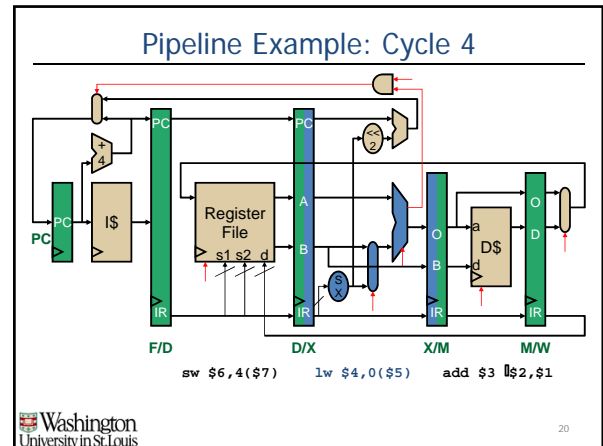 Pipeline Example: Cycle 4
PC
PC
<<
2
+
4
A
PC
I$
Register
File
O
O
a
D
B
D$
s1 s2 d
B
d
S
X
PC
IR
IR
IR
IR
F/D
D/X
X/M
M/W
sw $6,4($7)
lw $4,0($5)
add $3 ▯$2,$1
Washington
University in St.Louis
20